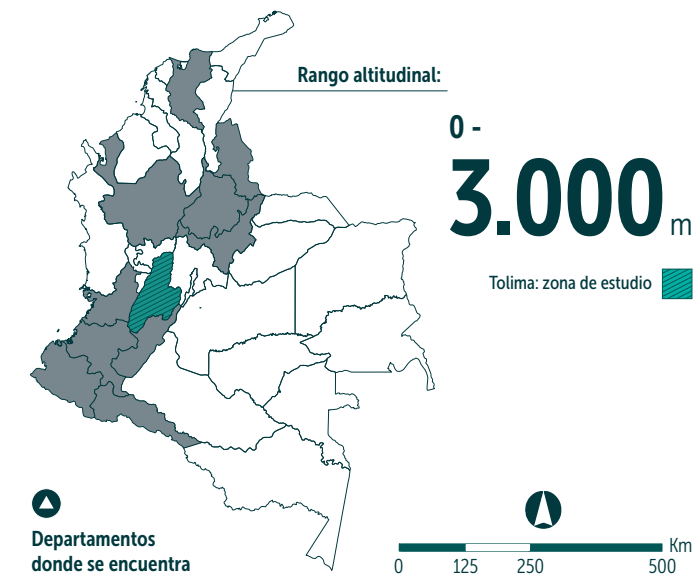 Rango altitudinal:
0 -
3.000 m
Tolima: zona de estudio
Departamentos
donde se encuentra
Km
0 125 250 500